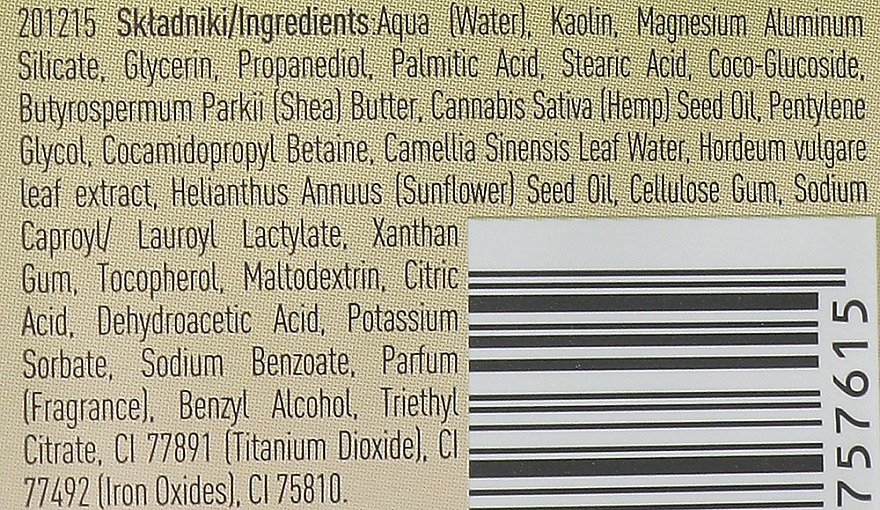 201215 Składniki/Ingredients:Aqua (Water), Kaolin, Magnesium Aluminum
Silicate, Glycerin, Propanediol, Palmitic Acid, Stearic Acid, Coco-Glucoside,
Butyrospermum Parkii (Shea) Butter, Cannabis Sativa (Hemp) Seed Oil, Pentylene
Glycol, Cocamidopropyl Betaine, Camellia Sinensis Leaf Water, Hordeum vulgare
leaf extract, Helianthus Annuus (Sunflower) Seed Oil, Cellulose Gum, Sodium
Caproyl/ Lauroyl Lactylate, Xanthan
Gum, Tocopherol, Maltodextrin, Citric
Acid, Dehydroacetic Acid, Potassium
Sorbate, Sodium Benzoate, Parfum
(Fragrance), Benzyl Alcohol, Triethyl
Citrate, CI 77891 (Titanium Dioxide), CI
77492 (Iron Oxides), CI 75810.
757615